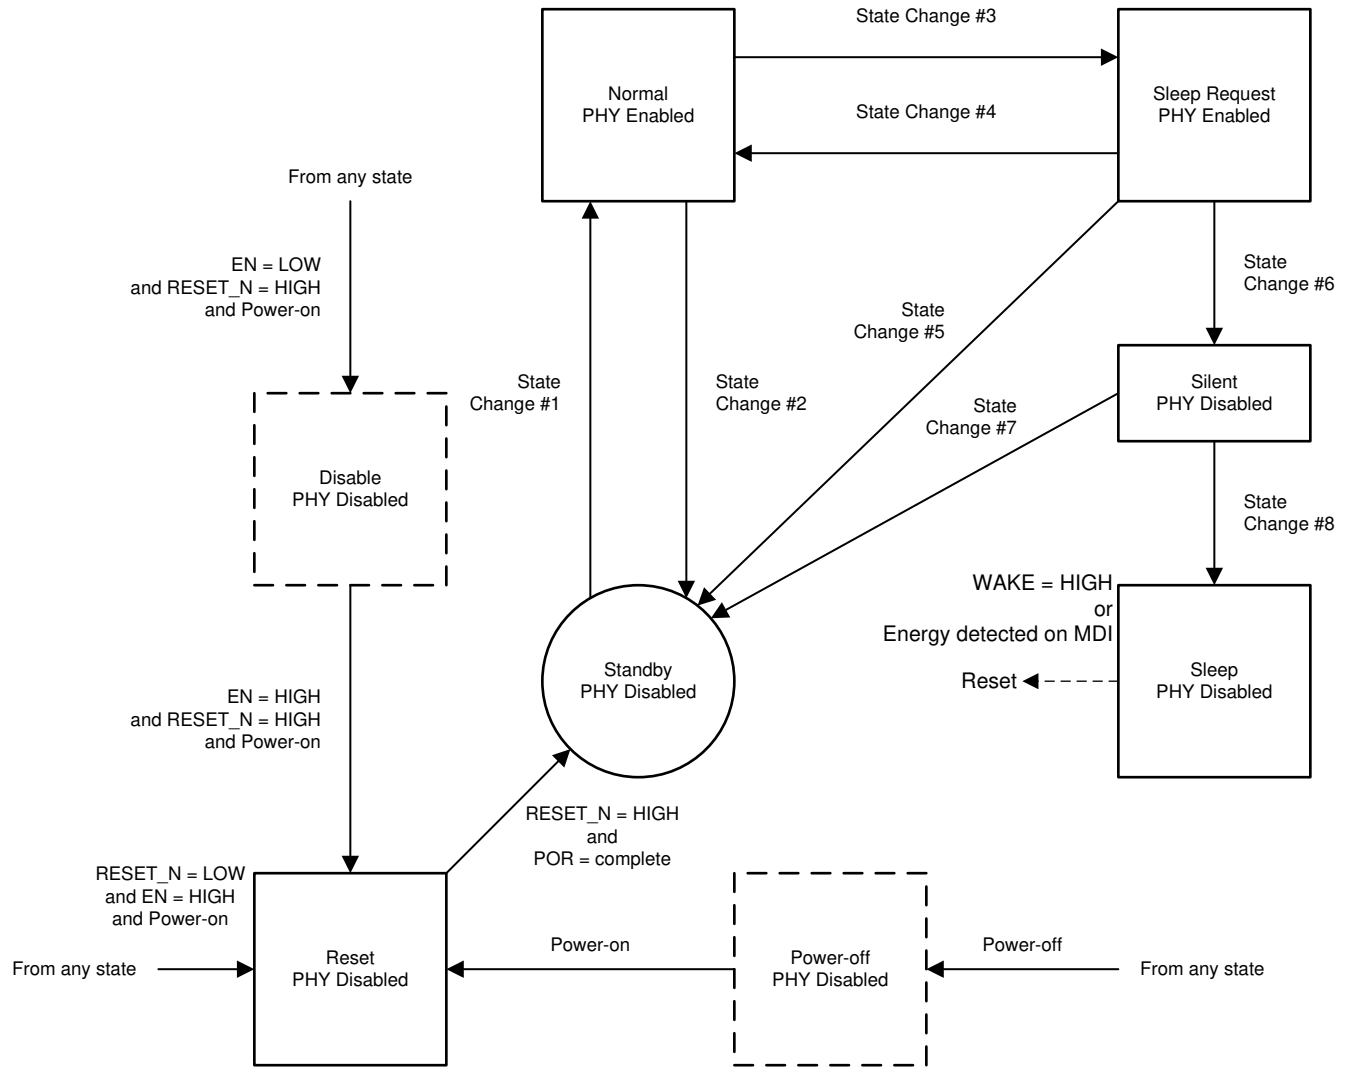 State Change #3
Normal
PHY Enabled
Sleep Request
PHY Enabled
State Change #4
From any state
EN = LOW
and RESET_N = HIGH
and Power-on
State
Change #6
State
Change #5
State
Change #1
State
Change #2
State
Change #7
Silent
PHY Disabled
Disable
PHY Disabled
State
Change #8
WAKE = HIGH
or
Energy detected on MDI
Reset
Sleep
PHY Disabled
Standby
PHY Disabled
EN = HIGH
and RESET_N = HIGH
and Power-on
RESET_N = HIGH
and
POR = complete
RESET_N = LOW
and EN = HIGH
and Power-on
From any state
Reset
PHY Disabled
Power-on
Power-off
PHY Disabled
Power-off
From any state